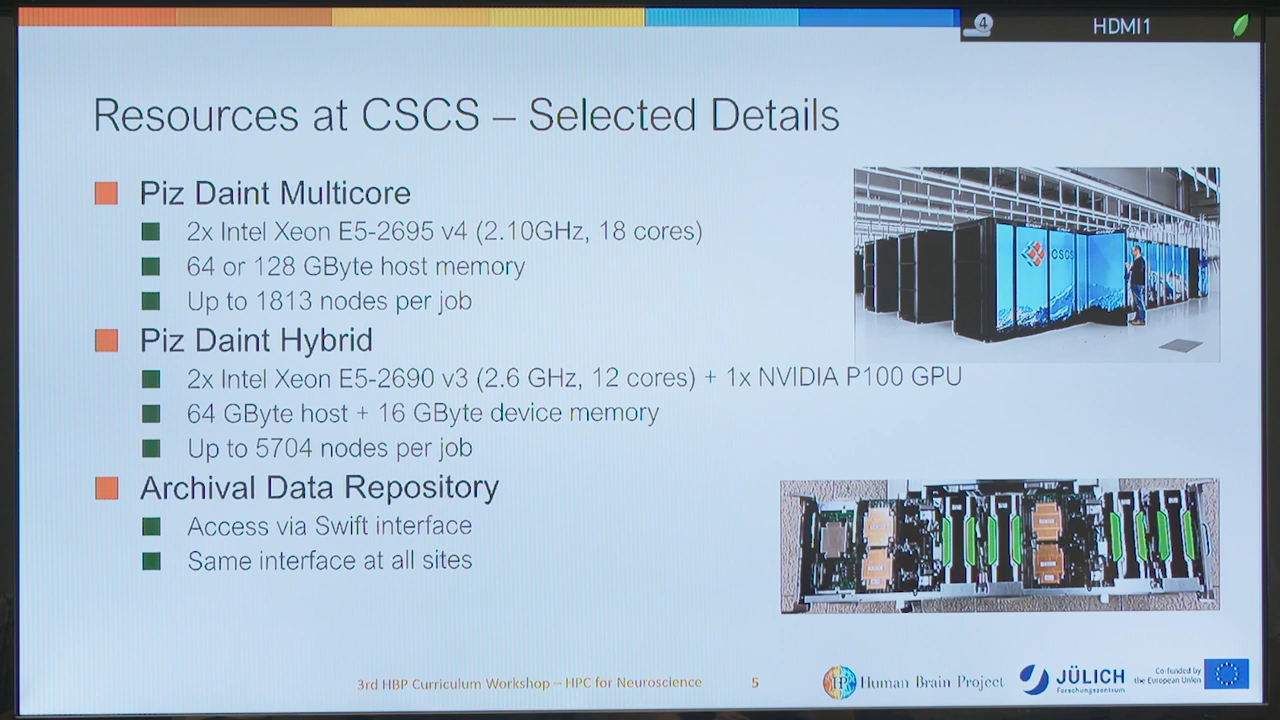 4
HDMI1
Resources at CSCS – Selected Details
Piz Daint Multicore
2x Intel Xeon E5-2695 v4 (2.10GHz, 18 cores)
64 or 128 GByte host memory
Up to 1813 nodes per job
CSCS
Piz Daint Hybrid
2x Intel Xeon E5-2690 v3 (2.6 GHz, 12 cores) + 1x NVIDIA P100 GPU
64 GByte host + 16 GByte device memory
Up to 5704 nodes per job
Archival Data Repository
Access via Swift interface
Same interface at all sites
3rd HBP Curriculum Workshop – HPC for Neuroscience
5
Human Brain Project
JÜLICH
Forschungszentrum
Co-funded by
the European Union